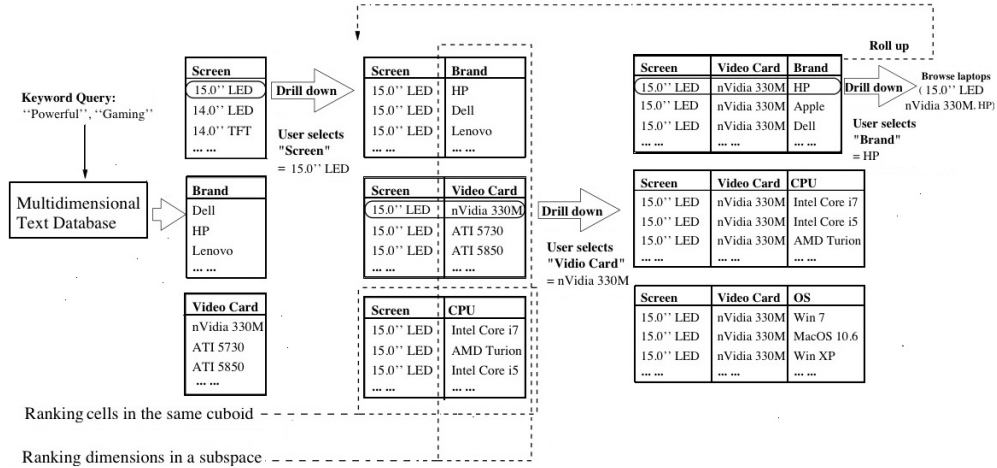 Keyword Query:
‘‘Powerful’’, ‘‘Gaming’’
Multidimensional
Text Database
Screen
15.0’’ LED
14.0’’ LED
14.0’’ TFT
... ...
Brand
Dell
HP
Lenovo
... ...
Video Card
nVidia 330M
ATI 5730
ATI 5850
... ...
Drill down
User selects
"Screen"
= 15.0’’ LED
Screen Brand
15.0’’ LED HP
15.0’’ LED Dell
15.0’’ LED Lenovo
... ... ... ...
Screen Video Card
15.0’’ LED nVidia 330M
15.0’’ LED ATI 5730
15.0’’ LED ATI 5850
... ... ... ...
Screen CPU
15.0’’ LED Intel Core i7
15.0’’ LED AMD Turion
15.0’’ LED Intel Core i5
... ... ... ...
Drill down
User selects
"Vidio Card"
= nVidia 330M
Screen Video Card Brand
15.0’’ LED nVidia 330M HP
15.0’’ LED nVidia 330M Apple
15.0’’ LED nVidia 330M Dell
... ... ... ... ... ...
Screen Video Card CPU
15.0’’ LED nVidia 330M Intel Core i7
15.0’’ LED nVidia 330M Intel Core i5
15.0’’ LED nVidia 330M AMD Turion
... ... ... ... ... ...
Screen Video Card OS
15.0’’ LED nVidia 330M Win 7
15.0’’ LED nVidia 330M MacOS 10.6
15.0’’ LED nVidia 330M Win XP
... ... ... ... ... ...
Roll up
Drill down
User selects
"Brand"
= HP
Browse laptops
( 15.0’’ LED
nVidia 330M, HP)
Ranking cells in the same cuboid
Ranking dimensions in a subspace